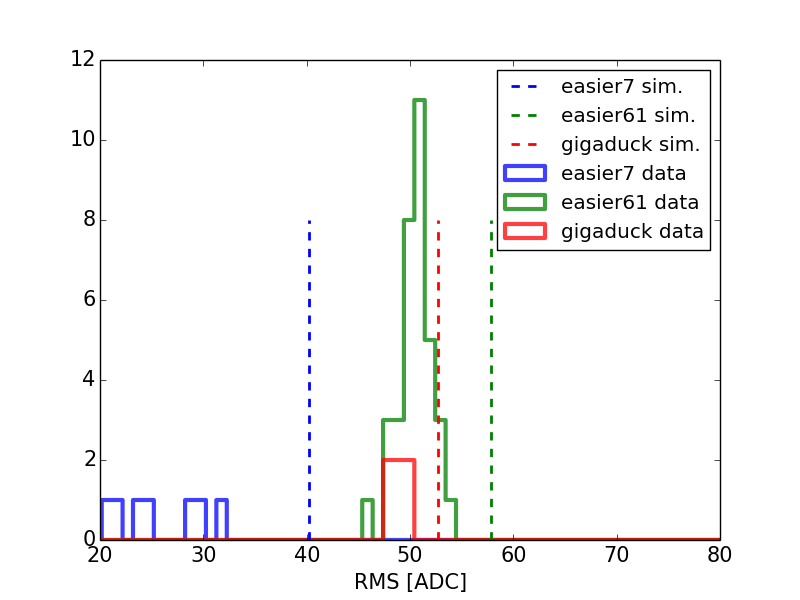 12
10
8
6
4
2
0
20 30 40 50 60 70 80
RMS [ADC]
easier7 sim.
easier61 sim.
gigaduck sim.
easier7 data
easier61 data
gigaduck data